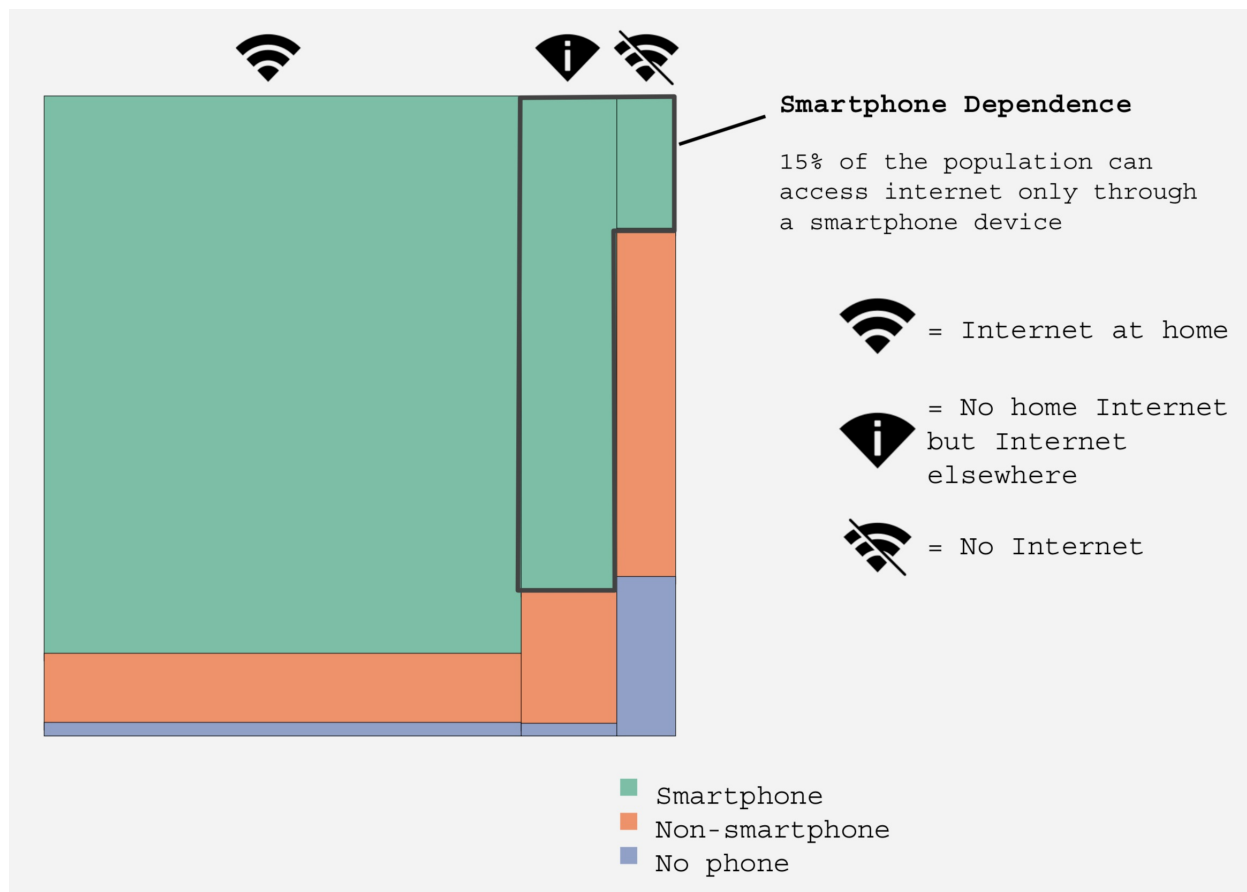 Smartphone Dependence
15% of the population can
access internet only through
a smartphone device
= Internet at home
= No home Internet
but Internet
elsewhere
= No Internet
Smartphone
Non-smartphone
No phone